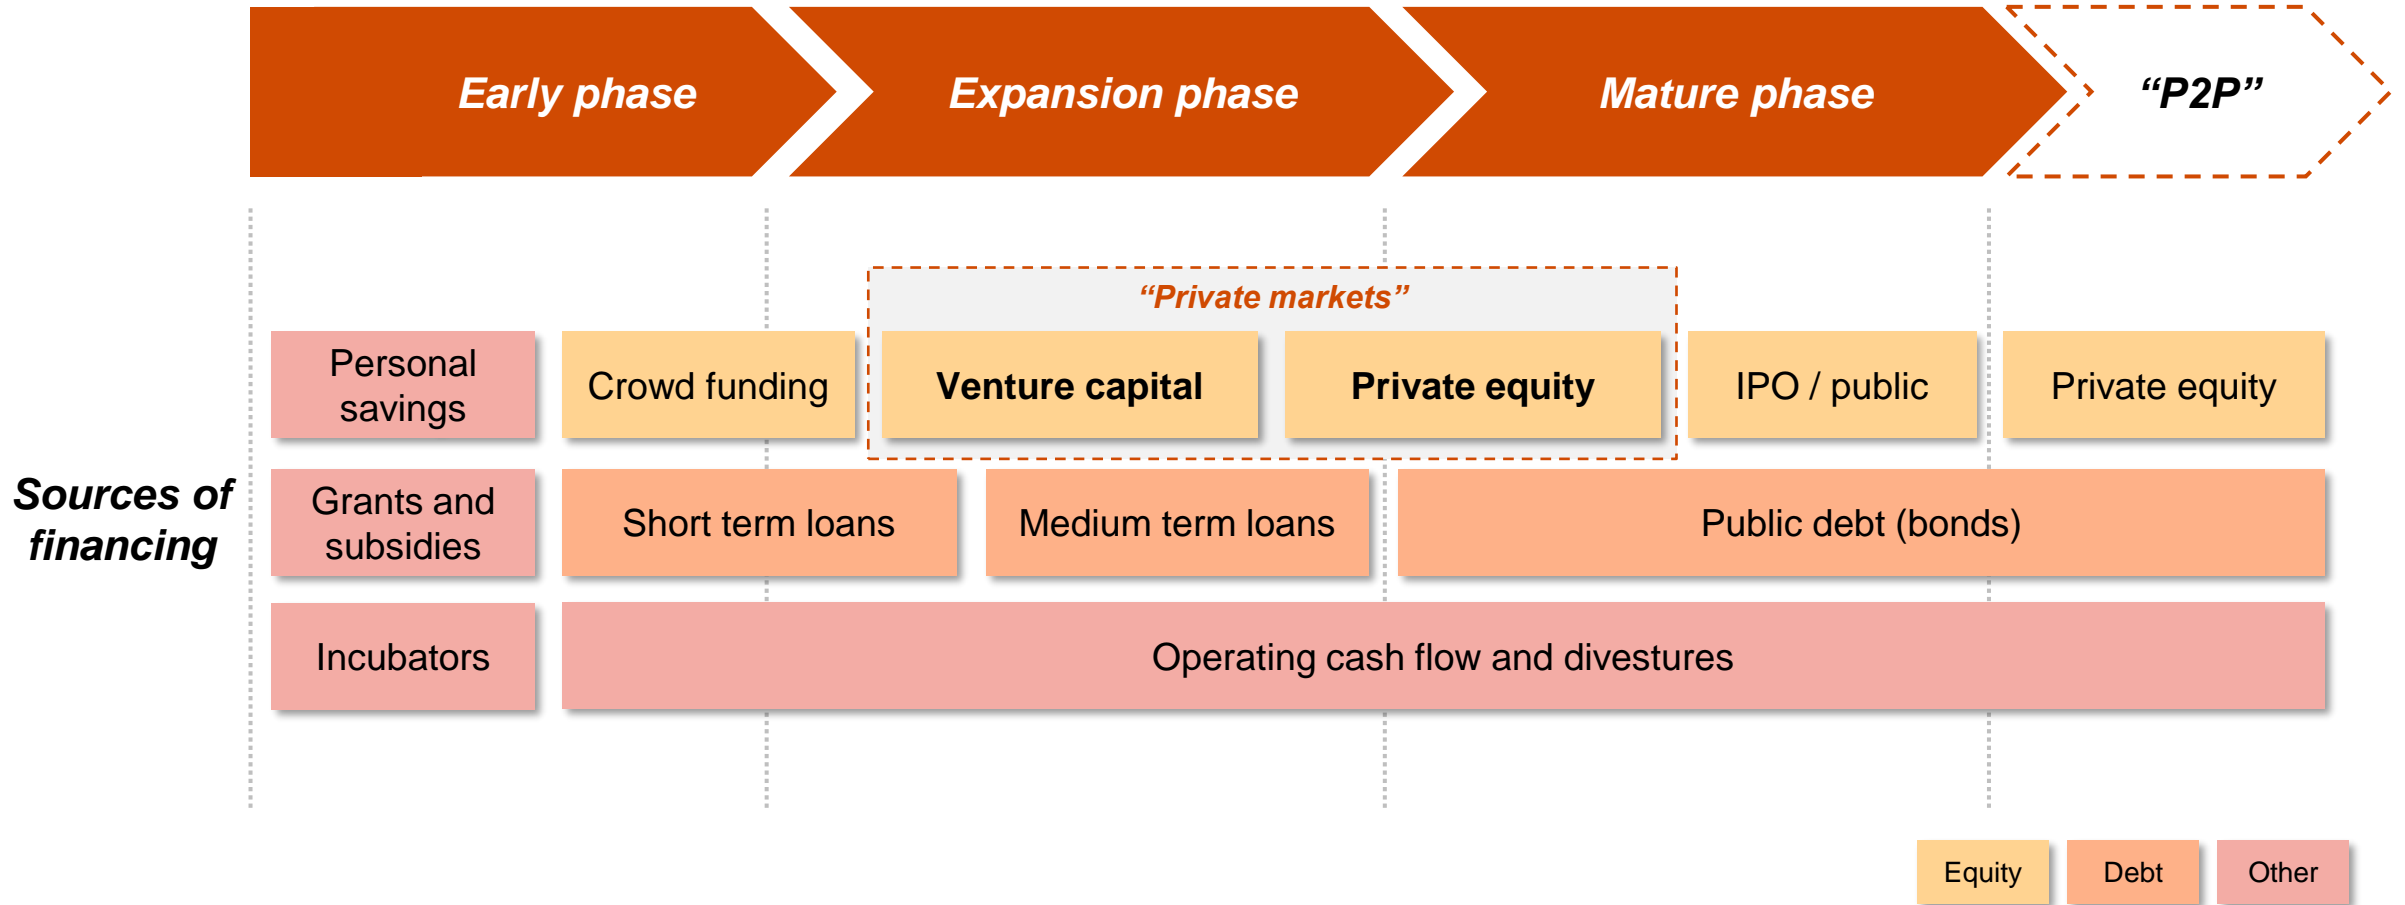 Early phase
Expansion phase
Mature phase
“P2P”
“Private markets”
Personal
savings
Crowd funding
Venture capital
Private equity
IPO / public
Private equity
Sources of
financing
Grants and
subsidies
Short term loans
Medium term loans
Public debt (bonds)
Incubators
Operating cash flow and divestures
Equity
Debt
Other